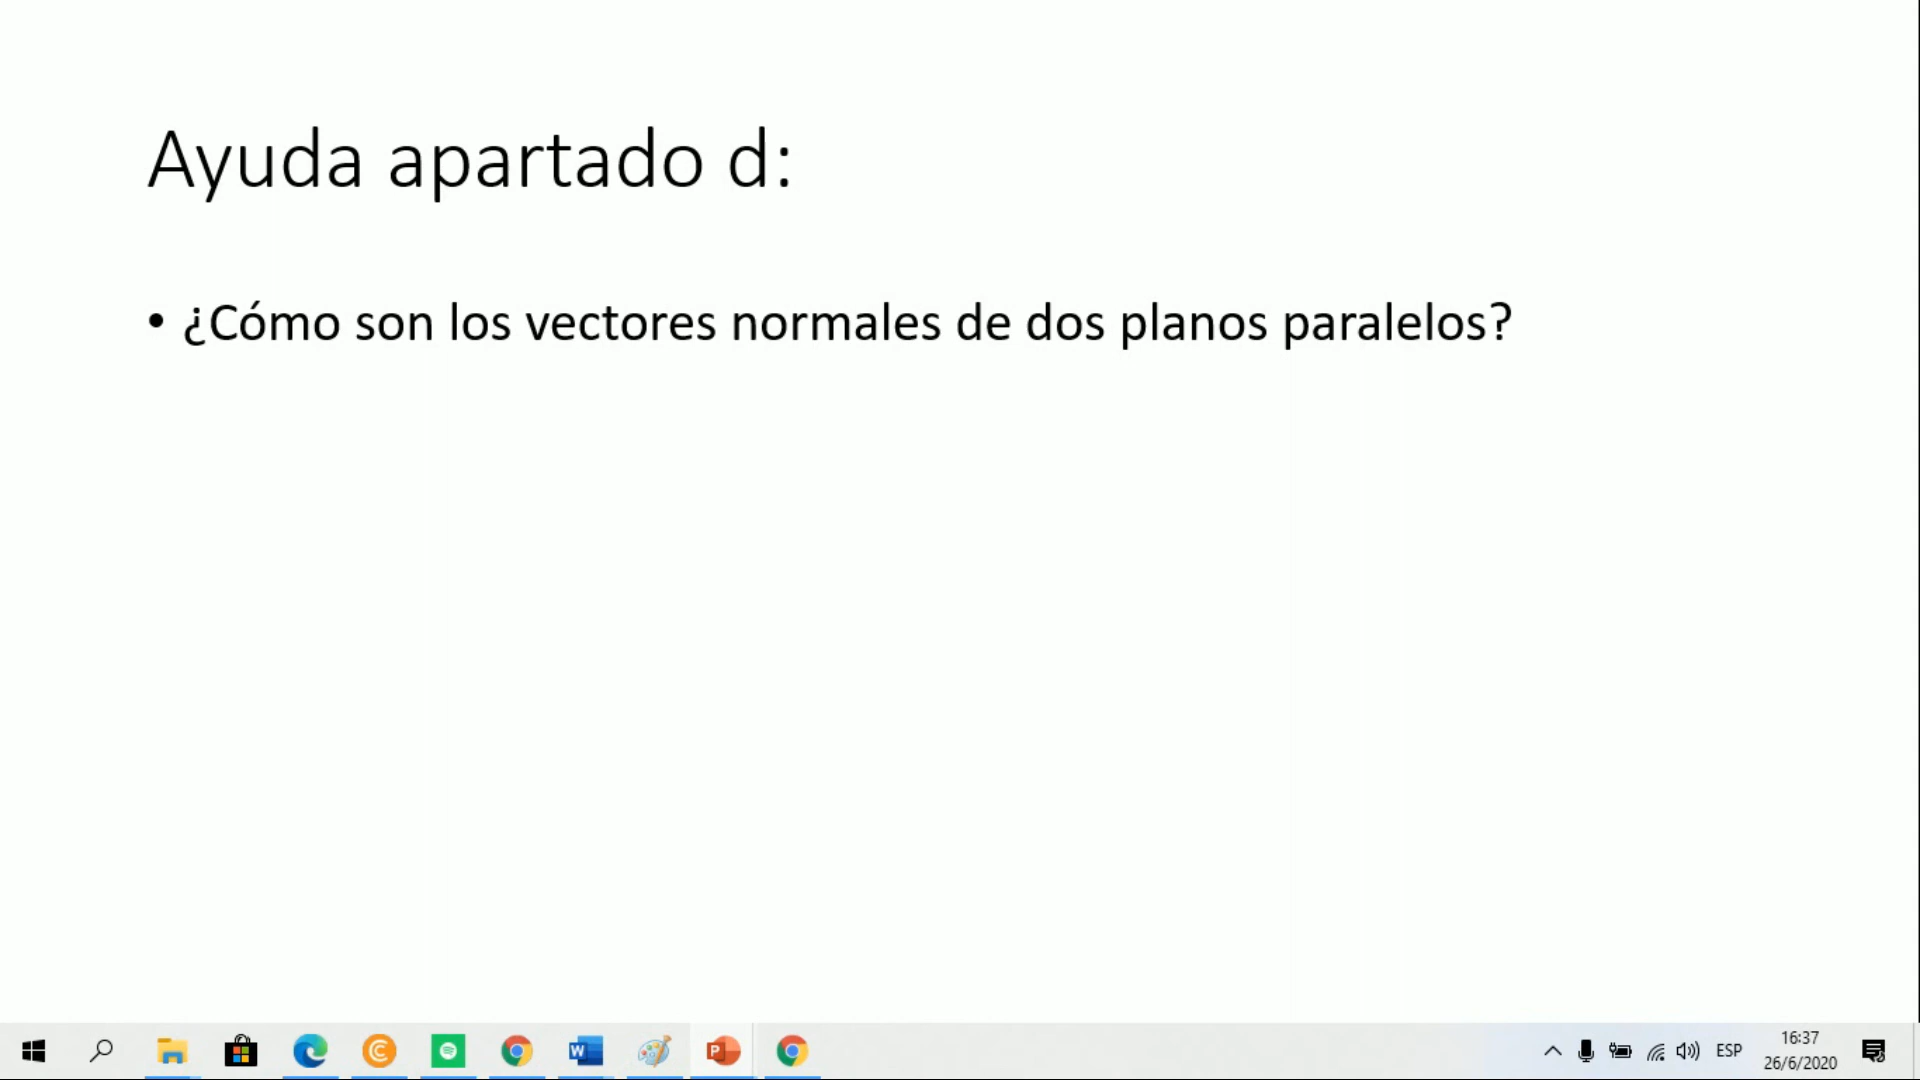 Ayuda apartado d:
• ¿Cómo son los vectores normales de dos planos paralelos?
ESP
16:37
26/6/2020